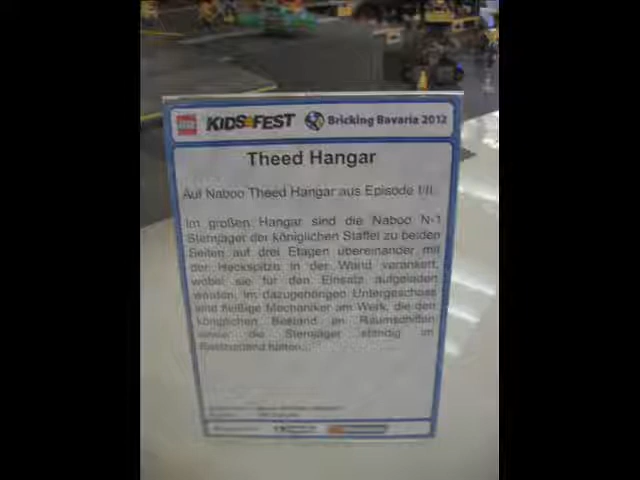 LEGO KIDSFEST Bricking Bavaria 2012
Theed Hangar
Auf Naboo Theed Hangar aus Episode I/II.
Im großen Hangar sind die Naboo N-1
Sternjäger der königlichen Staffel zu beiden
Seiten auf drei Etagen übereinander mit
der Heckspitze in der Wand verankert,
wobei sie für den Einsatz aufgeladen
werden. Im dazugehörigen Untergeschoss
sind fleißige Mechaniker am Werk, die den
königlichen Bestand an Raumschiffen
sowie die Sternjäger ständig im